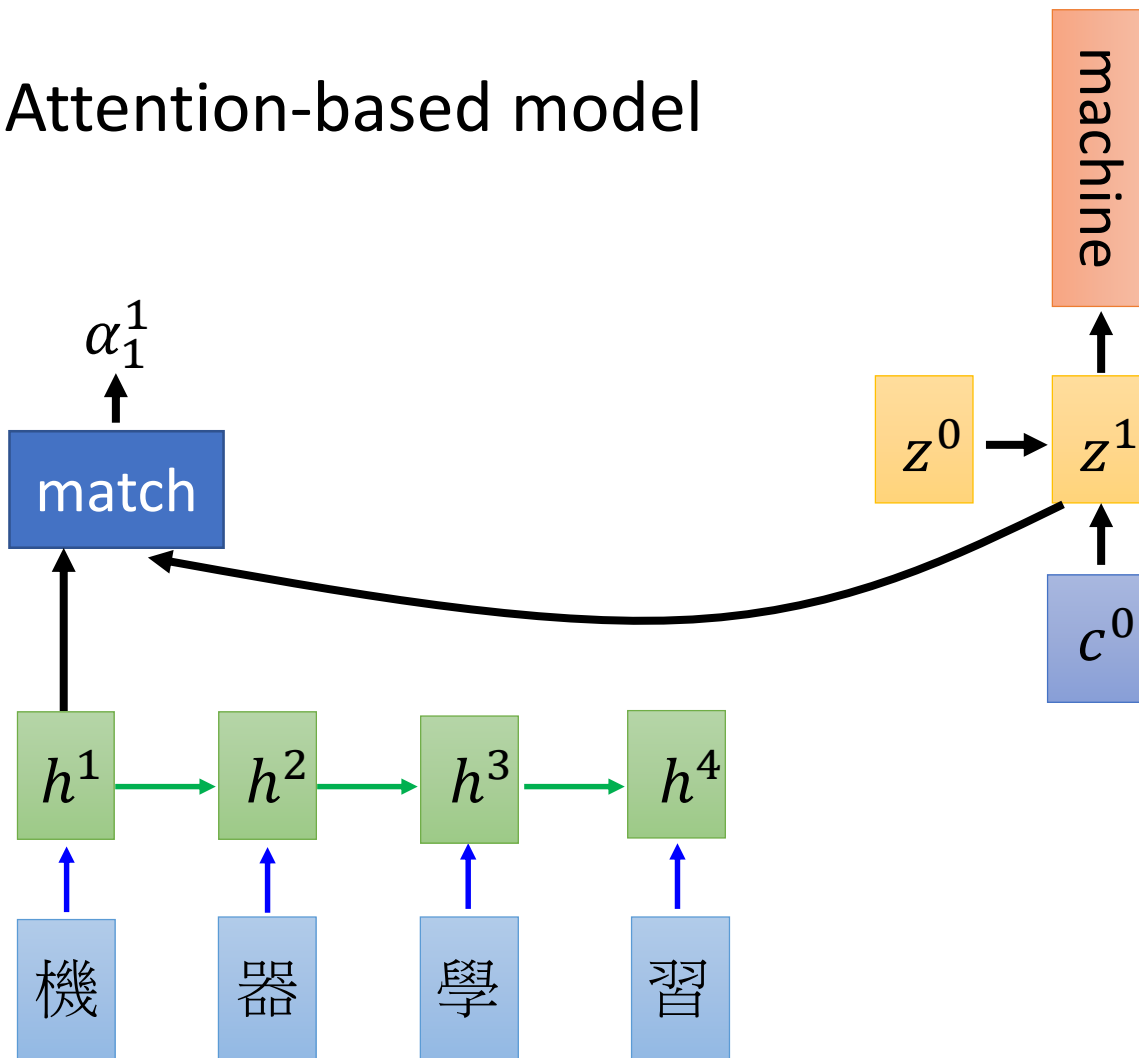 Attention-based model
machine
α₁¹
match
z⁰
z¹
c⁰
h¹
h²
h³
h⁴
機
器
學
習